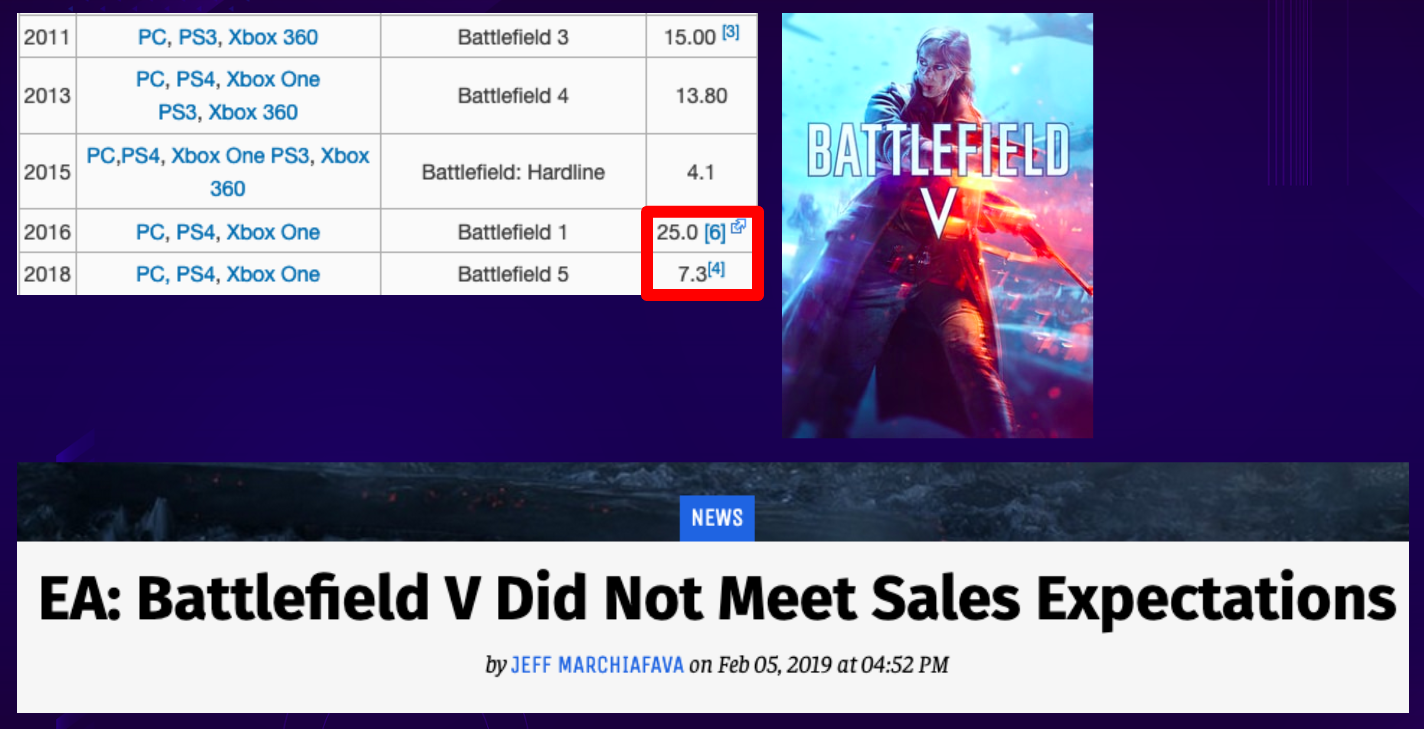 2011 PC, PS3, Xbox 360 Battlefield 3 15.00 [3]
2013 PC, PS4, Xbox One PS3, Xbox 360 Battlefield 4 13.80
2015 PC,PS4, Xbox One PS3, Xbox 360 Battlefield: Hardline 4.1
2016 PC, PS4, Xbox One Battlefield 1 25.0 [6]
2018 PC, PS4, Xbox One Battlefield 5 7.3[4]
BATTLEFIELD
V
NEWS
EA: Battlefield V Did Not Meet Sales Expectations
by JEFF MARCHIAFAVA on Feb 05, 2019 at 04:52 PM